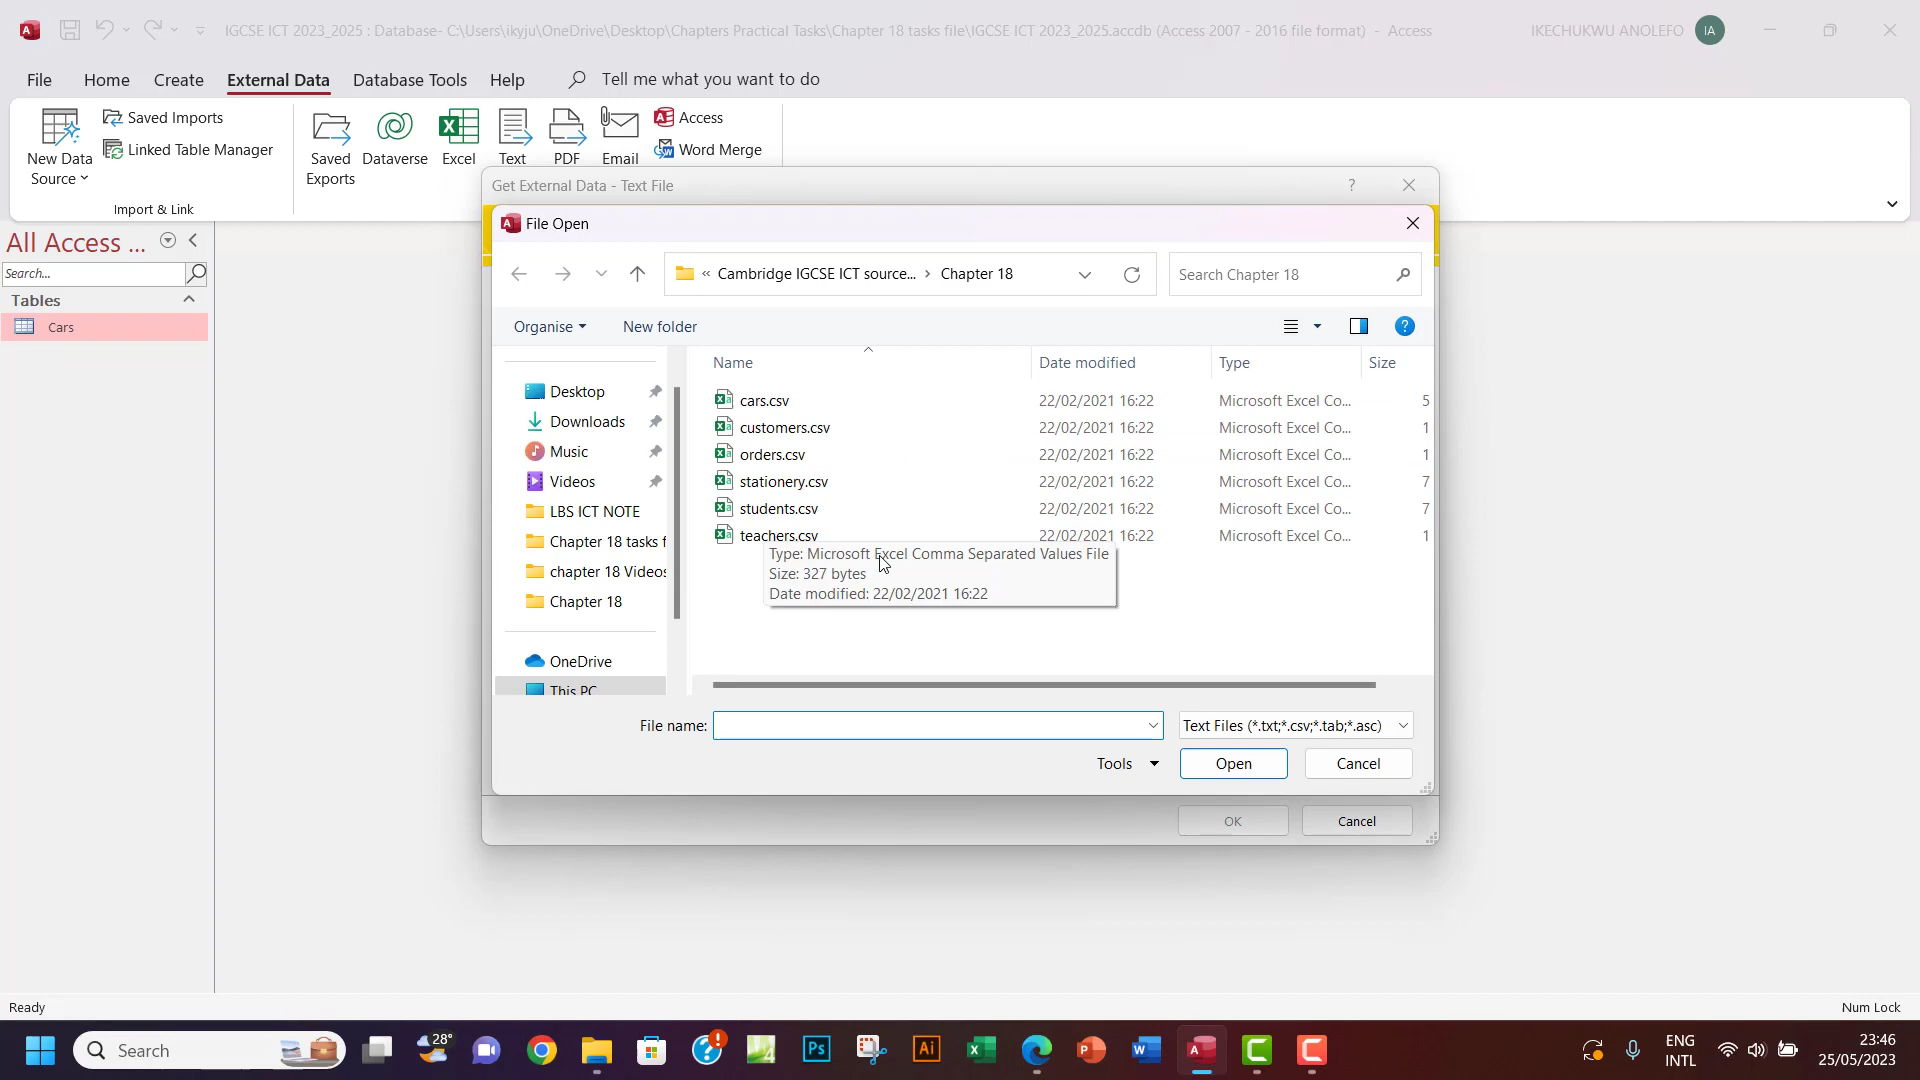 IGCSE ICT 2023_2025 : Database- C:\Users\ikyju\OneDrive\Desktop\Chapters Practical Tasks\Chapter 18 tasks file\IGCSE ICT 2023_2025.accdb (Access 2007 - 2016 file format) - Access
IKECHUKWU ANOLEFO
IA
File
Home
Create
External Data
Database Tools
Help
Tell me what you want to do
New Data
Source
Saved Imports
Linked Table Manager
Import & Link
Saved
Exports
Dataverse
Excel
Text
PDF
Email
Access
Word Merge
All Access ...
Search...
Tables
Cars
Get External Data - Text File
?
File Open
« Cambridge IGCSE ICT source... › Chapter 18
Search Chapter 18
Organise
New folder
Desktop
Downloads
Music
Videos
LBS ICT NOTE
Chapter 18 tasks f
chapter 18 Videos
Chapter 18
OneDrive
This PC
Name Date modified Type Size
cars.csv 22/02/2021 16:22 Microsoft Excel Co... 5
customers.csv 22/02/2021 16:22 Microsoft Excel Co... 1
orders.csv 22/02/2021 16:22 Microsoft Excel Co... 1
stationery.csv 22/02/2021 16:22 Microsoft Excel Co... 7
students.csv 22/02/2021 16:22 Microsoft Excel Co... 7
teachers.csv 22/02/2021 16:22 Microsoft Excel Co... 1
Type: Microsoft Excel Comma Separated Values File
Size: 327 bytes
Date modified: 22/02/2021 16:22
File name:
Text Files (*.txt;*.csv;*.tab;*.asc)
Tools
Open
Cancel
OK
Cancel
Ready
Num Lock
Search
28°
Ps
Ai
ENG
INTL
23:46
25/05/2023